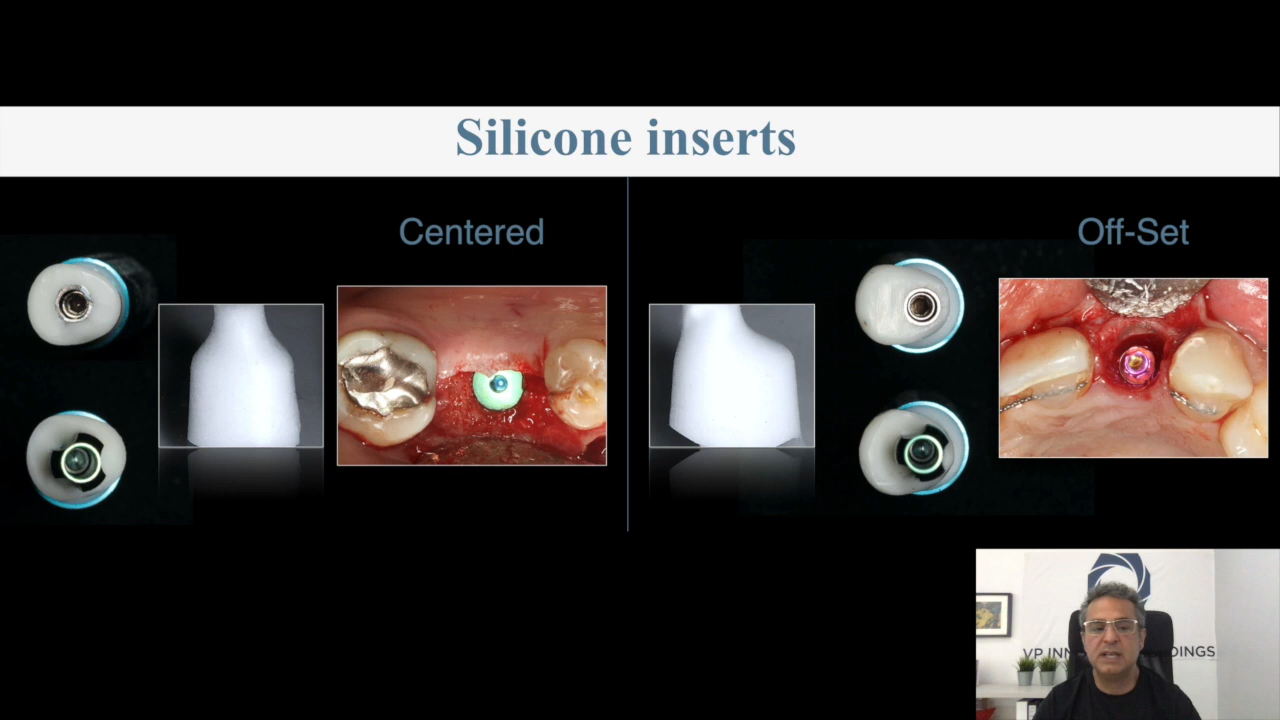 Silicone inserts
Centered
Off-Set
VP INN
DINGS